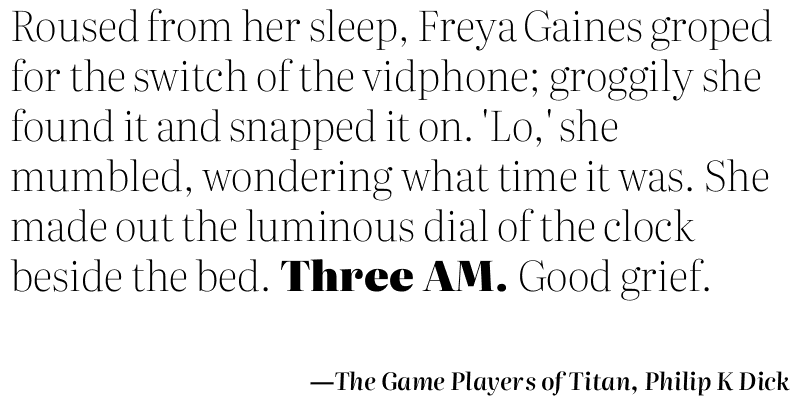 Roused from her sleep, Freya Gaines groped
for the switch of the vidphone; groggily she
found it and snapped it on. 'Lo,' she
mumbled, wondering what time it was. She
made out the luminous dial of the clock
beside the bed. Three AM. Good grief.
—The Game Players of Titan, Philip K Dick